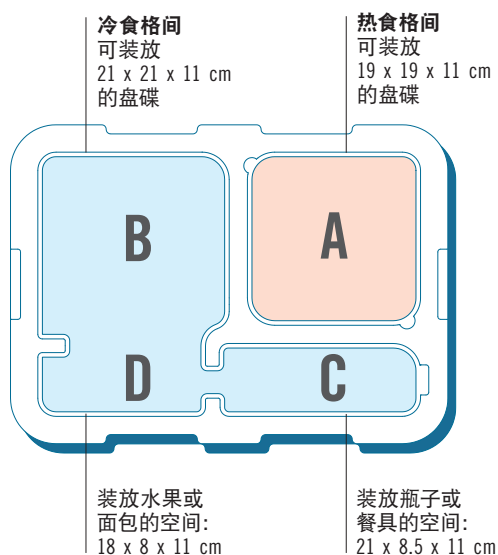 冷食格间
可装放
21 x 21 x 11 cm
的盘碟
热食格间
可装放
19 x 19 x 11 cm
的盘碟
B
A
D
C
装放水果或
面包的空间:
18 x 8 x 11 cm
装放瓶子或
餐具的空间:
21 x 8.5 x 11 cm